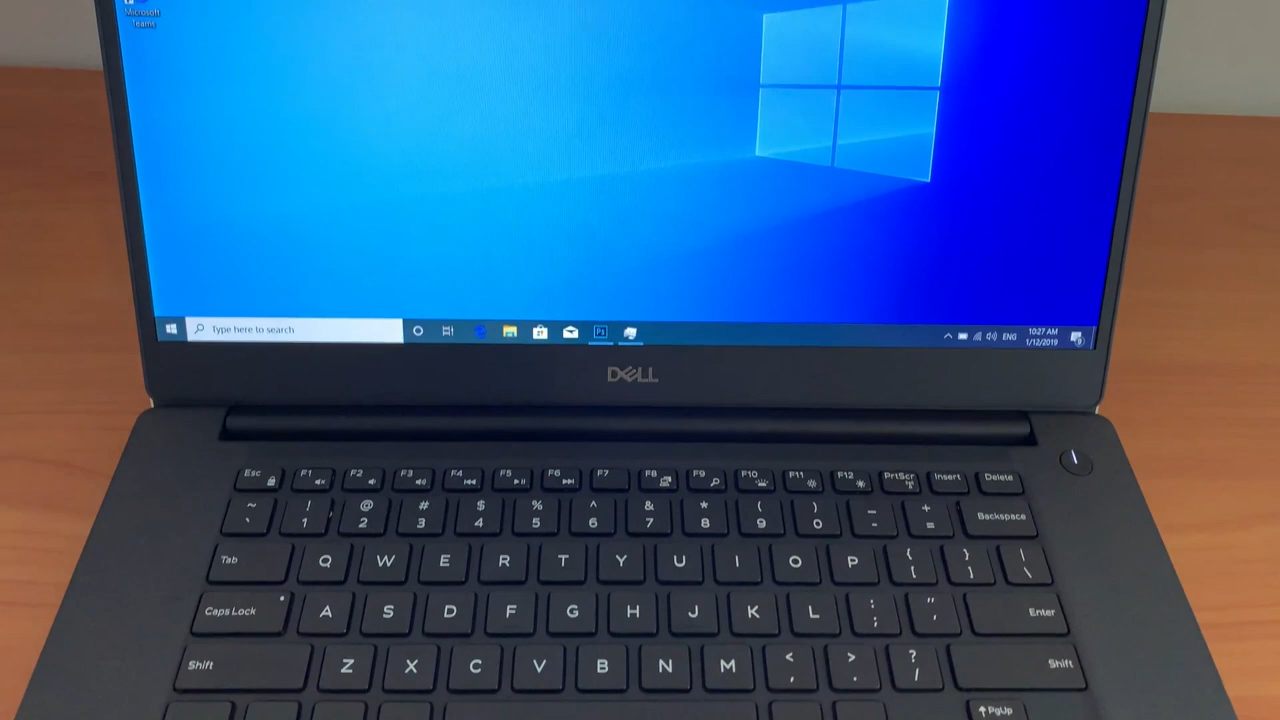 Microsoft
Teams
Type here to search
Ps
ENG
10:27 AM
1/12/2019
DELL
Esc F1 F2 F3 F4 F5 F6 F7 F8 F9 F10 F11 F12 PrtScr Insert Delete
~ ! @ # $ % ^ & * ( ) _ +
` 1 2 3 4 5 6 7 8 9 0 - = Backspace
Tab Q W E R T Y U I O P { } |
[ ] \
Caps Lock A S D F G H J K L : " Enter
; '
Shift Z X C V B N M < > ? Shift
, . /
PgUp